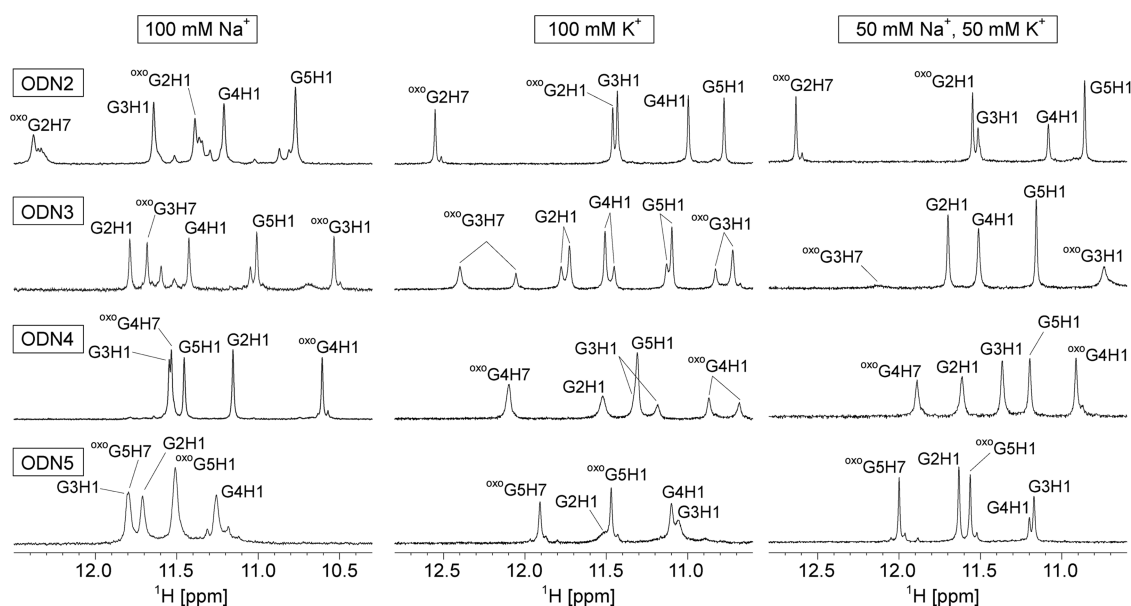 100 mM Na⁺
100 mM K⁺
50 mM Na⁺, 50 mM K⁺
ODN2
oxoG2H7
G3H1
oxoG2H1
G4H1
G5H1
oxoG2H7
oxoG2H1
G3H1
G4H1
G5H1
oxoG2H7
oxoG2H1
G3H1
G4H1
G5H1
ODN3
G2H1
oxoG3H7
G4H1
G5H1
oxoG3H1
oxoG3H7
G2H1
G4H1
G5H1
oxoG3H1
oxoG3H7
G2H1
G4H1
G5H1
oxoG3H1
ODN4
G3H1
oxoG4H7
G5H1
G2H1
oxoG4H1
oxoG4H7
G2H1
G3H1
G5H1
oxoG4H1
oxoG4H7
G2H1
G3H1
G5H1
oxoG4H1
ODN5
G3H1
oxoG5H7
G2H1
oxoG5H1
G4H1
oxoG5H7
G2H1
oxoG5H1
G4H1
G3H1
oxoG5H7
G2H1
oxoG5H1
G4H1
G3H1
12.0 11.5 11.0 10.5
12.5 12.0 11.5 11.0
12.5 12.0 11.5 11.0
¹H [ppm]
¹H [ppm]
¹H [ppm]